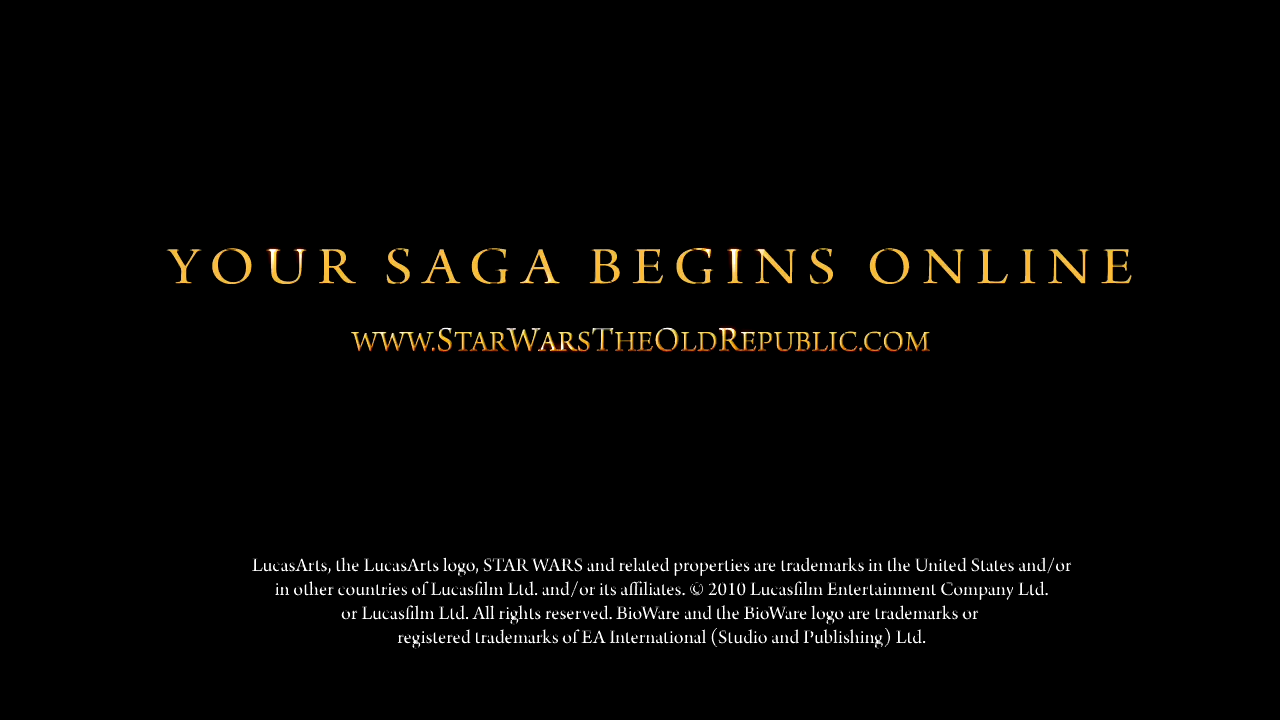 YOUR SAGA BEGINS ONLINE
WWW.STARWARSTHEOLDREPUBLIC.COM
LucasArts, the LucasArts logo, STAR WARS and related properties are trademarks in the United States and/or
in other countries of Lucasfilm Ltd. and/or its affiliates. © 2010 Lucasfilm Entertainment Company Ltd.
or Lucasfilm Ltd. All rights reserved. BioWare and the BioWare logo are trademarks or
registered trademarks of EA International (Studio and Publishing) Ltd.